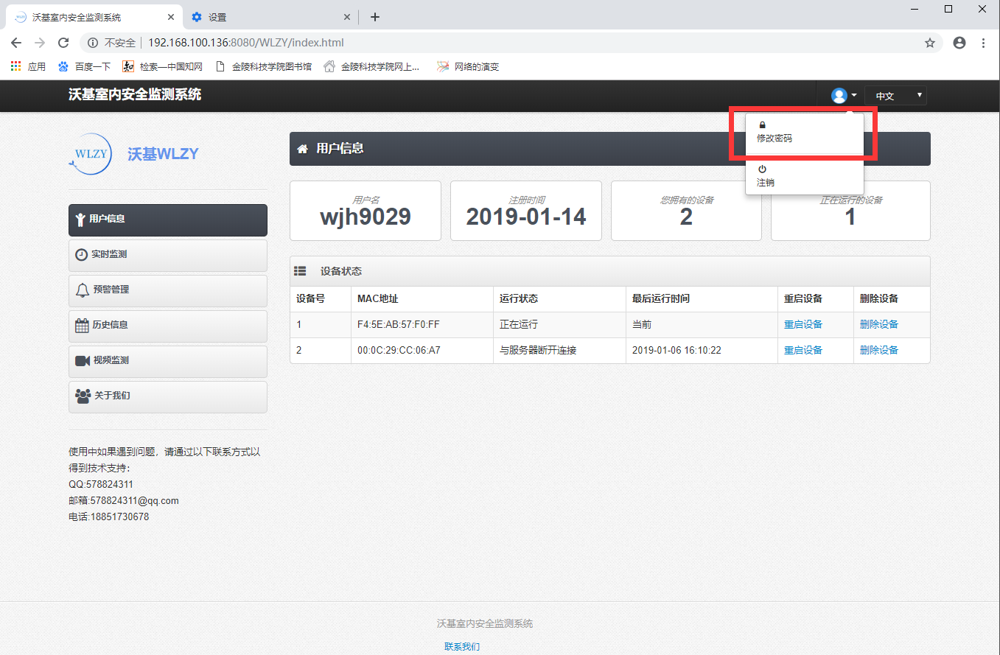 沃基室内安全监测系统
设置
不安全
192.168.100.136:8080/WLZY/index.html
应用
百度一下
检索—中国知网
金陵科技学院图书馆
金陵科技学院网上...
网络的演变
沃基室内安全监测系统
中文
修改密码
注销
WLZY
沃基WLZY
用户信息
实时监测
预警管理
历史信息
视频监测
关于我们
使用中如果遇到问题，请通过以下联系方式以
得到技术支持:
QQ:578824311
邮箱:578824311@qq.com
电话:18851730678
用户信息
用户名
wjh9029
注册时间
2019-01-14
您拥有的设备
2
正在运行的设备
1
设备状态
设备号 MAC地址 运行状态 最后运行时间 重启设备 删除设备
1 F4:5E:AB:57:F0:FF 正在运行 当前 重启设备 删除设备
2 00:0C:29:CC:06:A7 与服务器断开连接 2019-01-06 16:10:22 重启设备 删除设备
沃基室内安全监测系统
联系我们